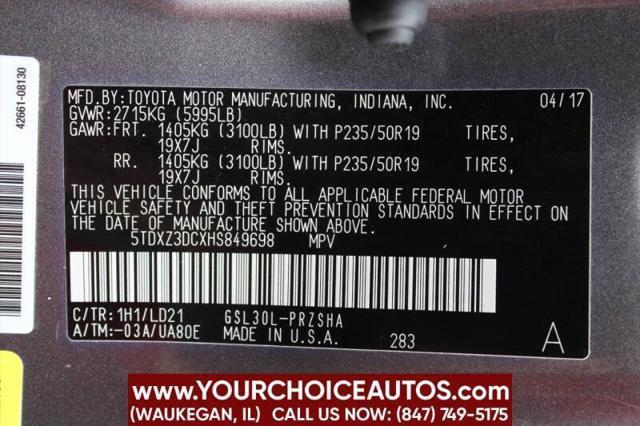 42661-08130
MFD. BY:TOYOTA MOTOR MANUFACTURING, INDIANA, INC. 04/17
GVWR:2715KG (5995LB)
GAWR:FRT. 1405KG (3100LB) WITH P235/50R19 TIRES,
19X7J RIMS.
RR. 1405KG (3100LB) WITH P235/50R19 TIRES,
19X7J RIMS.
THIS VEHICLE CONFORMS TO ALL APPLICABLE FEDERAL MOTOR
VEHICLE SAFETY AND THEFT PREVENTION STANDARDS IN EFFECT ON
THE DATE OF MANUFACTURE SHOWN ABOVE.
5TDXZ3DCXHS849698 MPV
C/TR:1H1/LD21 GSL30L-PRZSHA
A/TM:-03A/UA80E MADE IN U.S.A. 283 A
WWW.YOURCHOICEAUTOS.COM
(WAUKEGAN, IL) CALL US NOW: (847) 749-5175